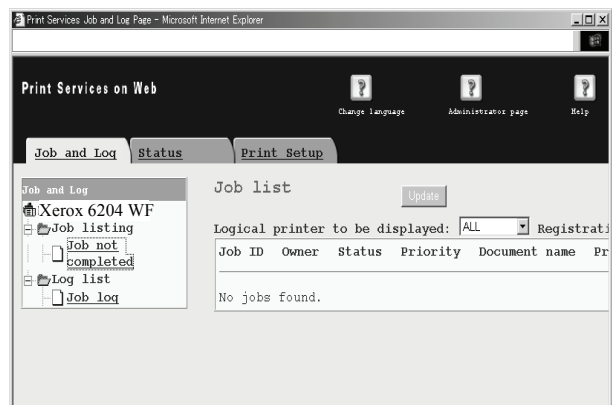 Print Services Job and Log Page - Microsoft Internet Explorer
Print Services on Web
? ? ?
Change language Administrator page Help
Job and Log Status Print Setup
Job and Log
Xerox 6204 WF
Job listing
Job not
completed
Log list
Job log
Job list
Update
Logical printer to be displayed: ALL Registrati
Job ID Owner Status Priority Document name Pr
No jobs found.